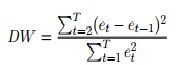 DW = \frac{\sum_{t=2}^{T}(e_t - e_{t-1})^2}{\sum_{t=1}^{T} e_t^2}